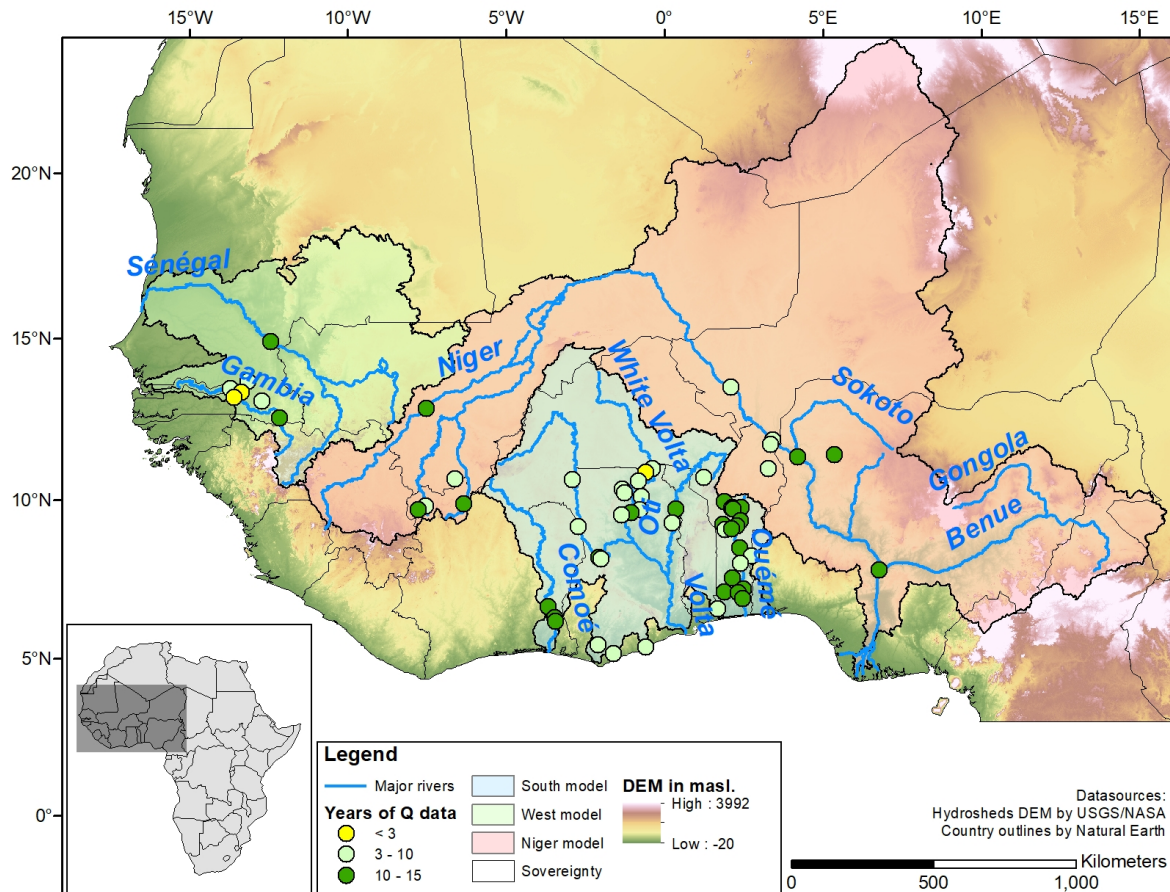 15°W 10°W 5°W 0° 5°E 10°E 15°E
20°N
15°N
10°N
5°N
0°
Sénégal
Gambia
Niger
White Volta
Sokoto
Gongola
Benue
Oti
Ouémé
Comoé
Volta
Legend
Major rivers
Years of Q data
< 3
3 - 10
10 - 15
South model
West model
Niger model
Sovereignty
DEM in masl.
High : 3992
Low : -20
Datasources:
Hydrosheds DEM by USGS/NASA
Country outlines by Natural Earth
Kilometers
0 500 1,000